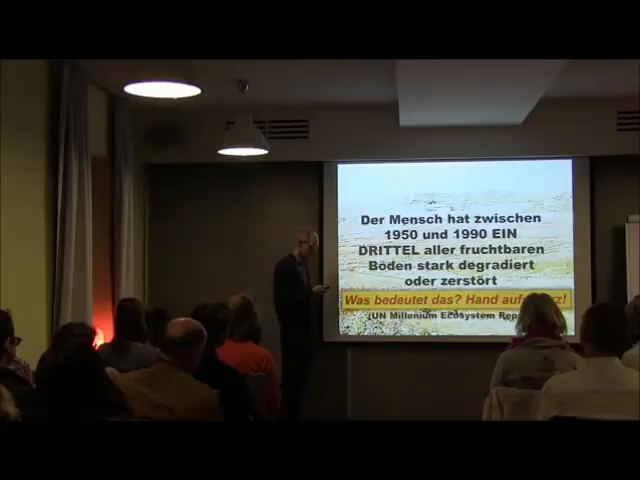 Der Mensch hat zwischen
1950 und 1990 EIN
DRITTEL aller fruchtbaren
Böden stark degradiert
oder zerstört
Was bedeutet das? Hand auf
(UN Millenium Ecosystem